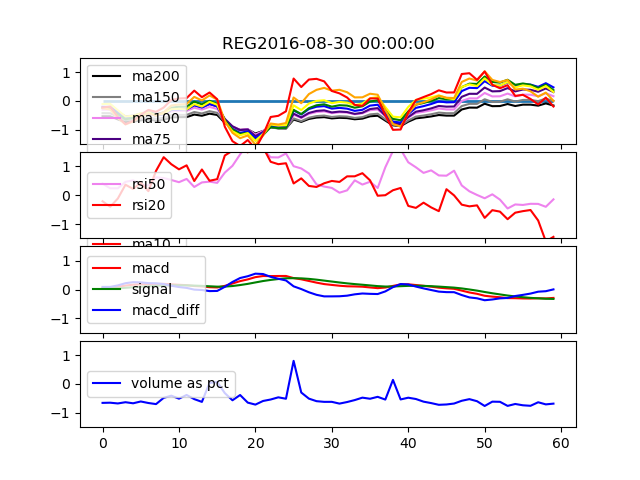 REG2016-08-30 00:00:00
1
0
−1
ma200
ma150
ma100
ma75
1
0
−1
rsi50
rsi20
ma10
1
0
−1
macd
signal
macd_diff
1
0
−1
volume as pct
0 10 20 30 40 50 60